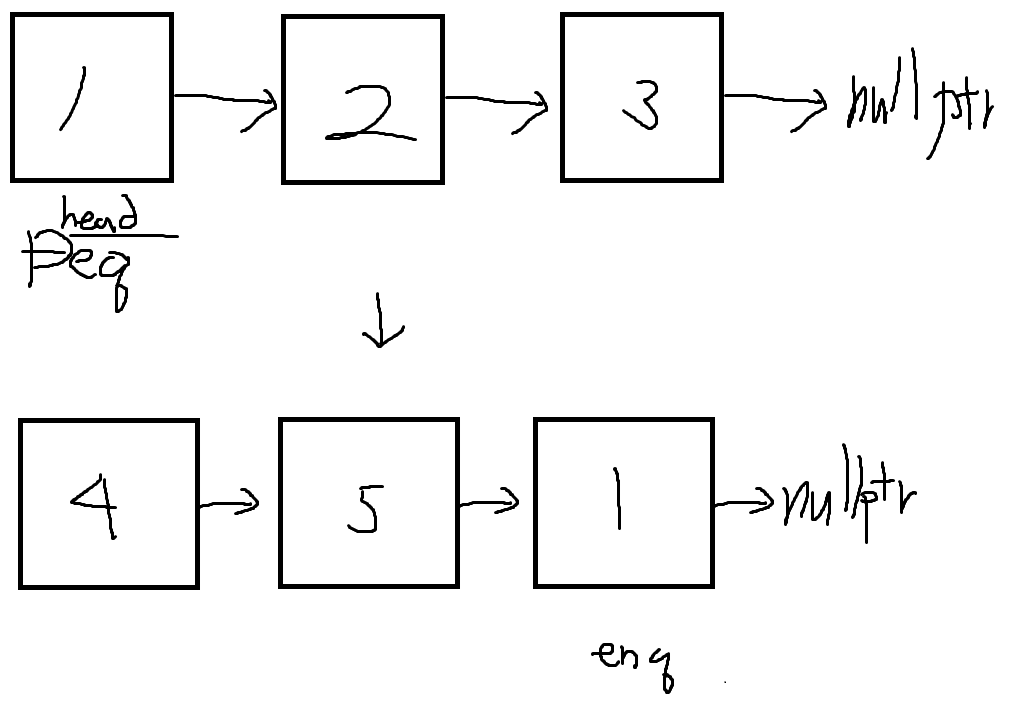 1 2 3 nullptr
head
Deq
4 5 1 nullptr
enq